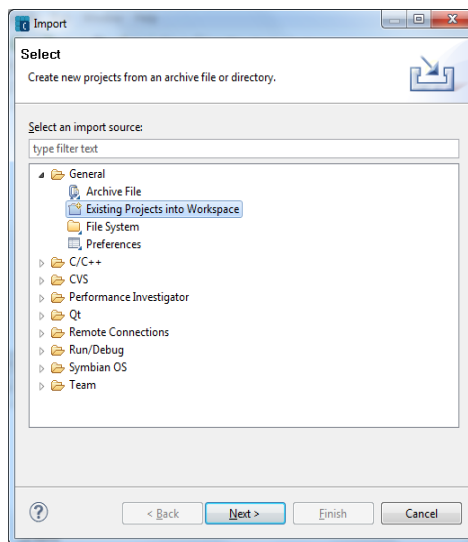 Import
Select
Create new projects from an archive file or directory.
Select an import source:
type filter text
General
Archive File
Existing Projects into Workspace
File System
Preferences
C/C++
CVS
Performance Investigator
Qt
Remote Connections
Run/Debug
Symbian OS
Team
? < Back Next > Finish Cancel